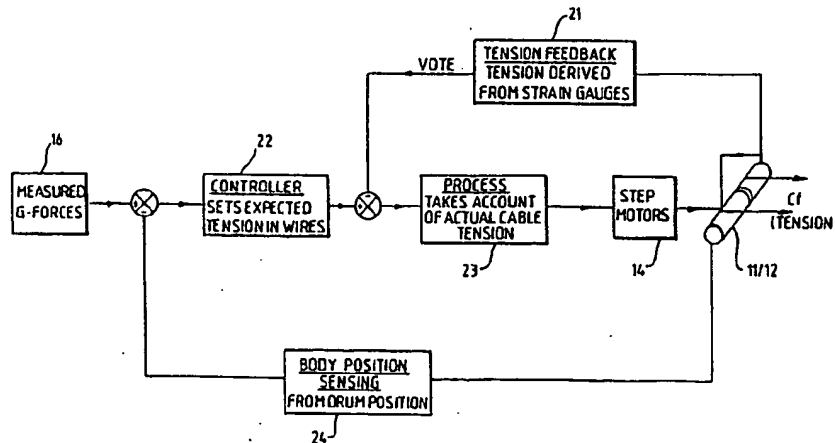 21
TENSION FEEDBACK
TENSION DERIVED
FROM STRAIN GAUGES
VOTE
16
MEASURED
G-FORCES
+
-
22
CONTROLLER
SETS EXPECTED
TENSION IN WIRES
PROCESS
TAKES ACCOUNT
OF ACTUAL CABLE
TENSION
23
STEP
MOTORS
14
Cf
(TENSION
11/12
BODY POSITION
SENSING
FROM DRUM POSITION
24